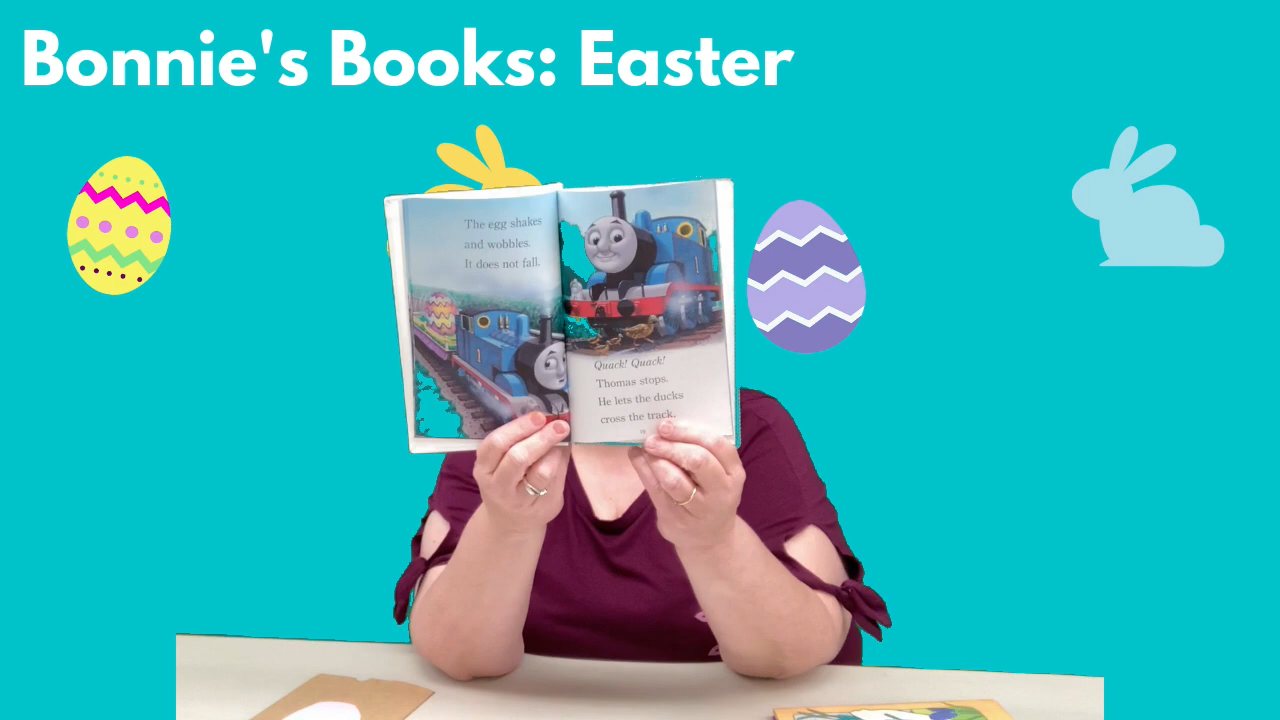 Bonnie's Books: Easter
The egg shakes
and wobbles.
It does not fall.
Quack! Quack!
Thomas stops.
He lets the ducks
cross the track.